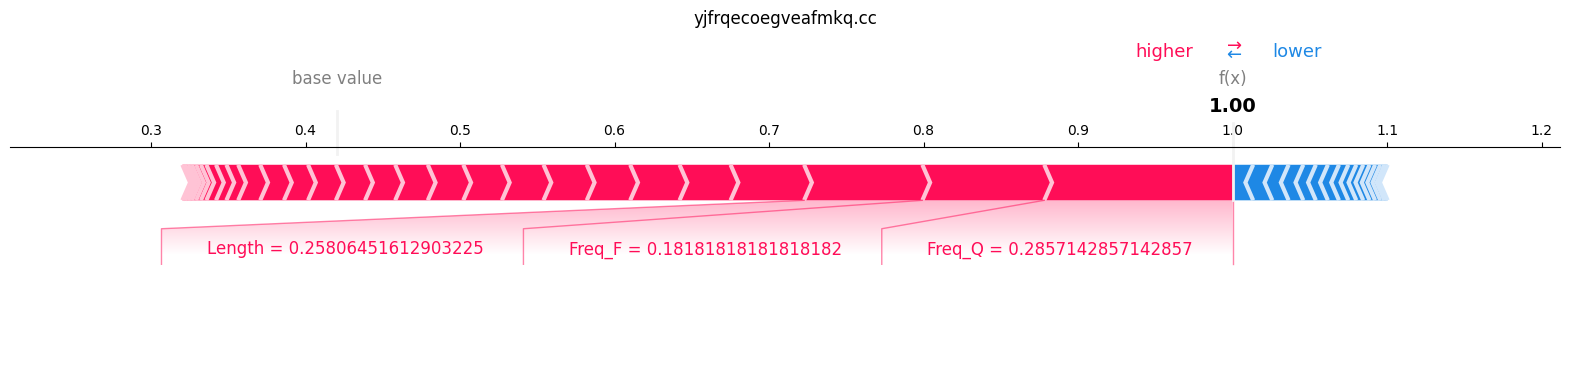 yjfrqecoegveafmkq.cc
higher ⇄ lower
base value f(x)
1.00
0.3 0.4 0.5 0.6 0.7 0.8 0.9 1.0 1.1 1.2
Length = 0.25806451612903225 Freq_F = 0.18181818181818182 Freq_Q = 0.2857142857142857